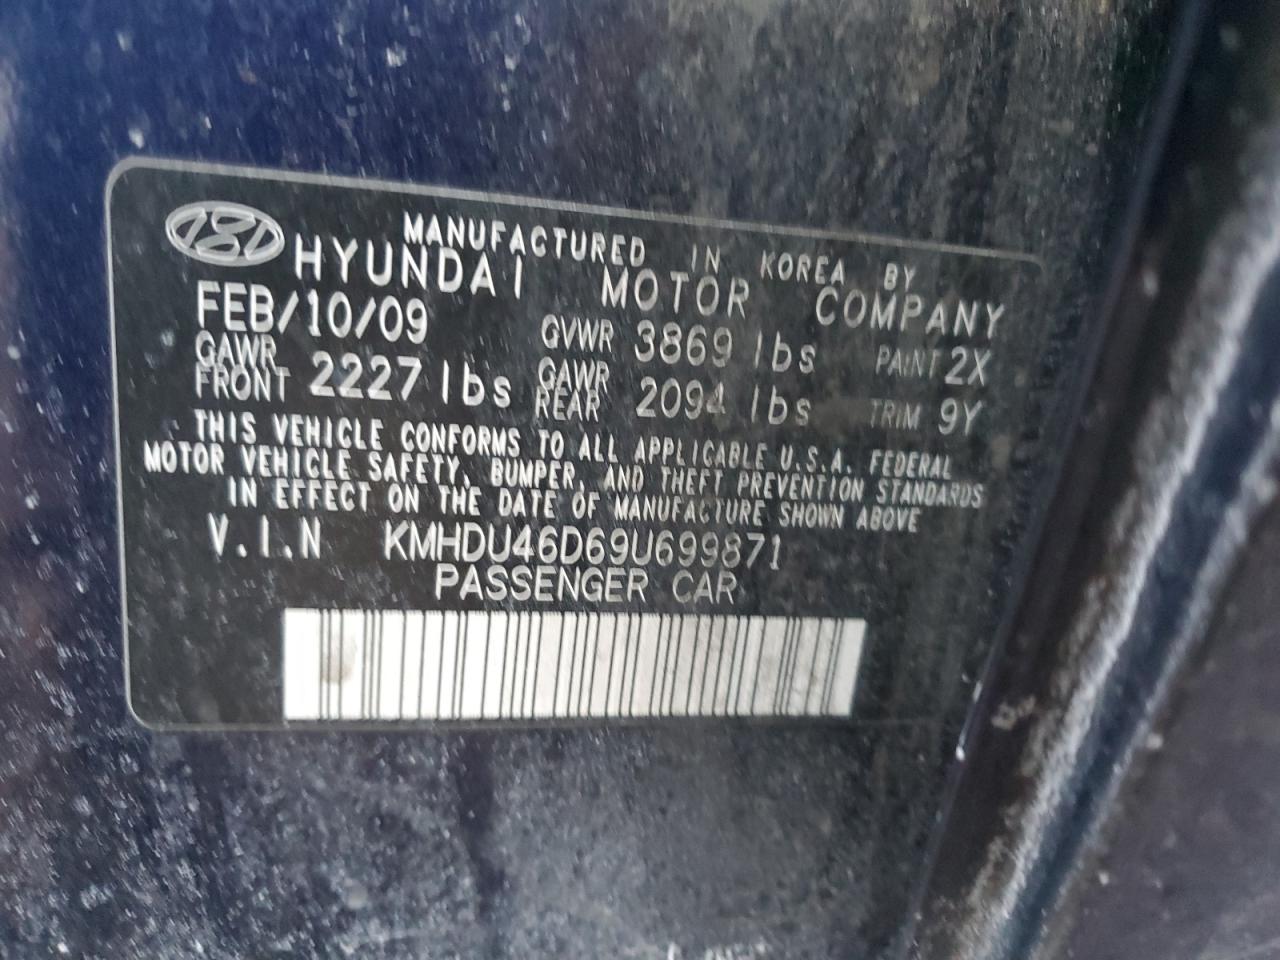 MANUFACTURED IN KOREA BY
HYUNDAI MOTOR COMPANY
FEB/10/09 GVWR 3869 lbs PAINT 2X
GAWR FRONT 2227 lbs GAWR REAR 2094 lbs TRIM 9Y
THIS VEHICLE CONFORMS TO ALL APPLICABLE U.S.A. FEDERAL
MOTOR VEHICLE SAFETY, BUMPER, AND THEFT PREVENTION STANDARDS
IN EFFECT ON THE DATE OF MANUFACTURE SHOWN ABOVE
V.I.N KMHDU46D69U699871
PASSENGER CAR